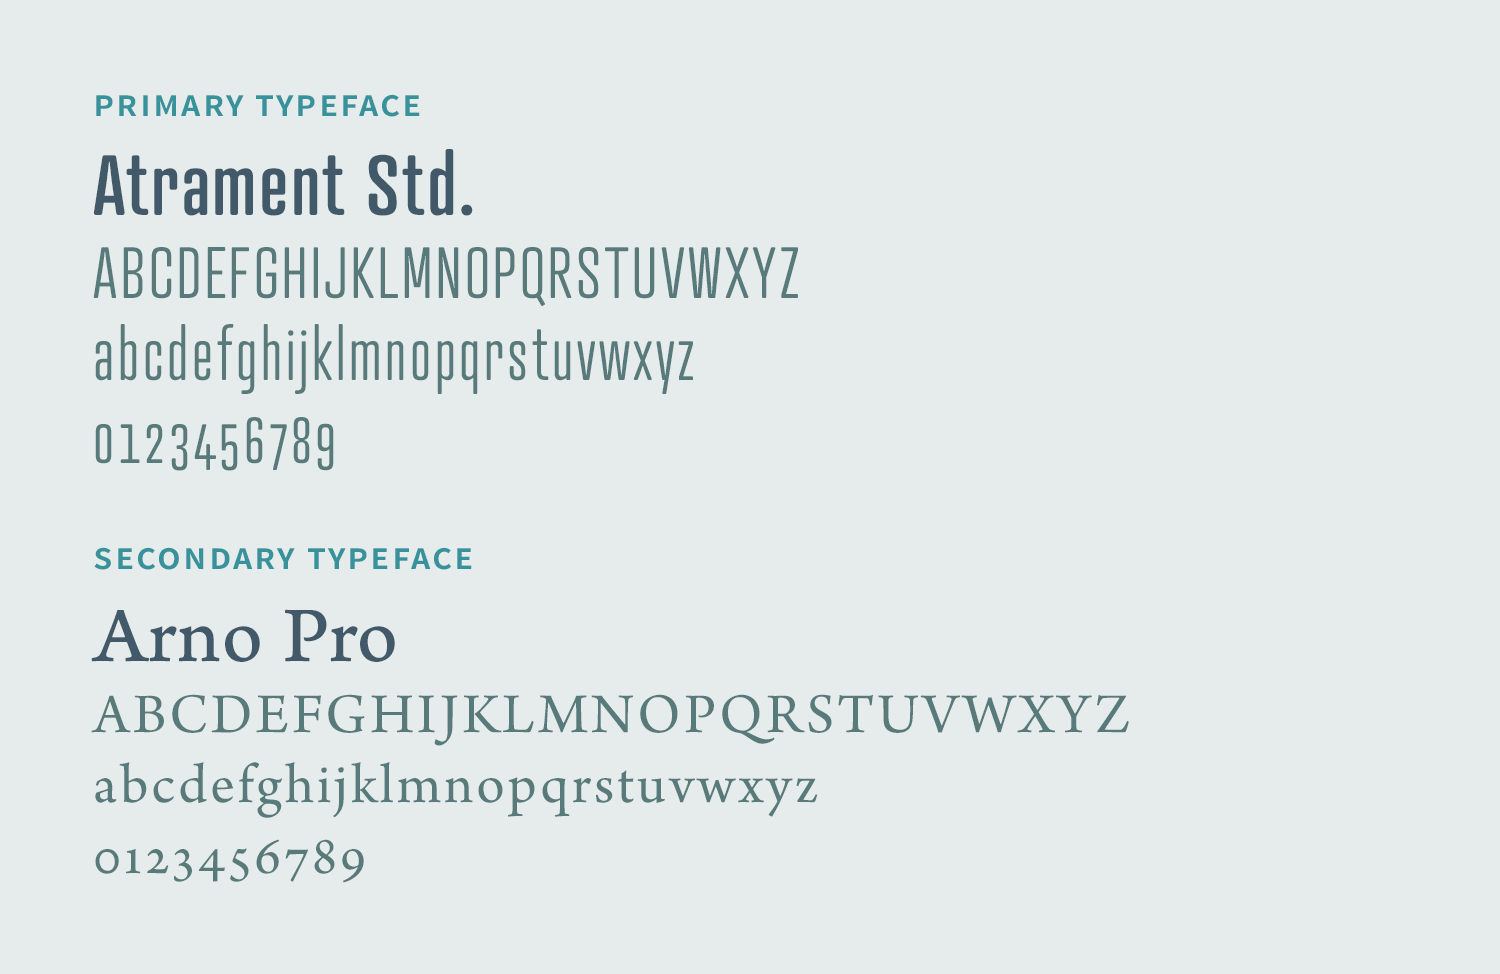 PRIMARY TYPEFACE
Atrament Std.
ABCDEFGHIJKLMNOPQRSTUVWXYZ
abcdefghijklmnopqrstuvwxyz
0123456789
SECONDARY TYPEFACE
Arno Pro
ABCDEFGHIJKLMNOPQRSTUVWXYZ
abcdefghijklmnopqrstuvwxyz
0123456789